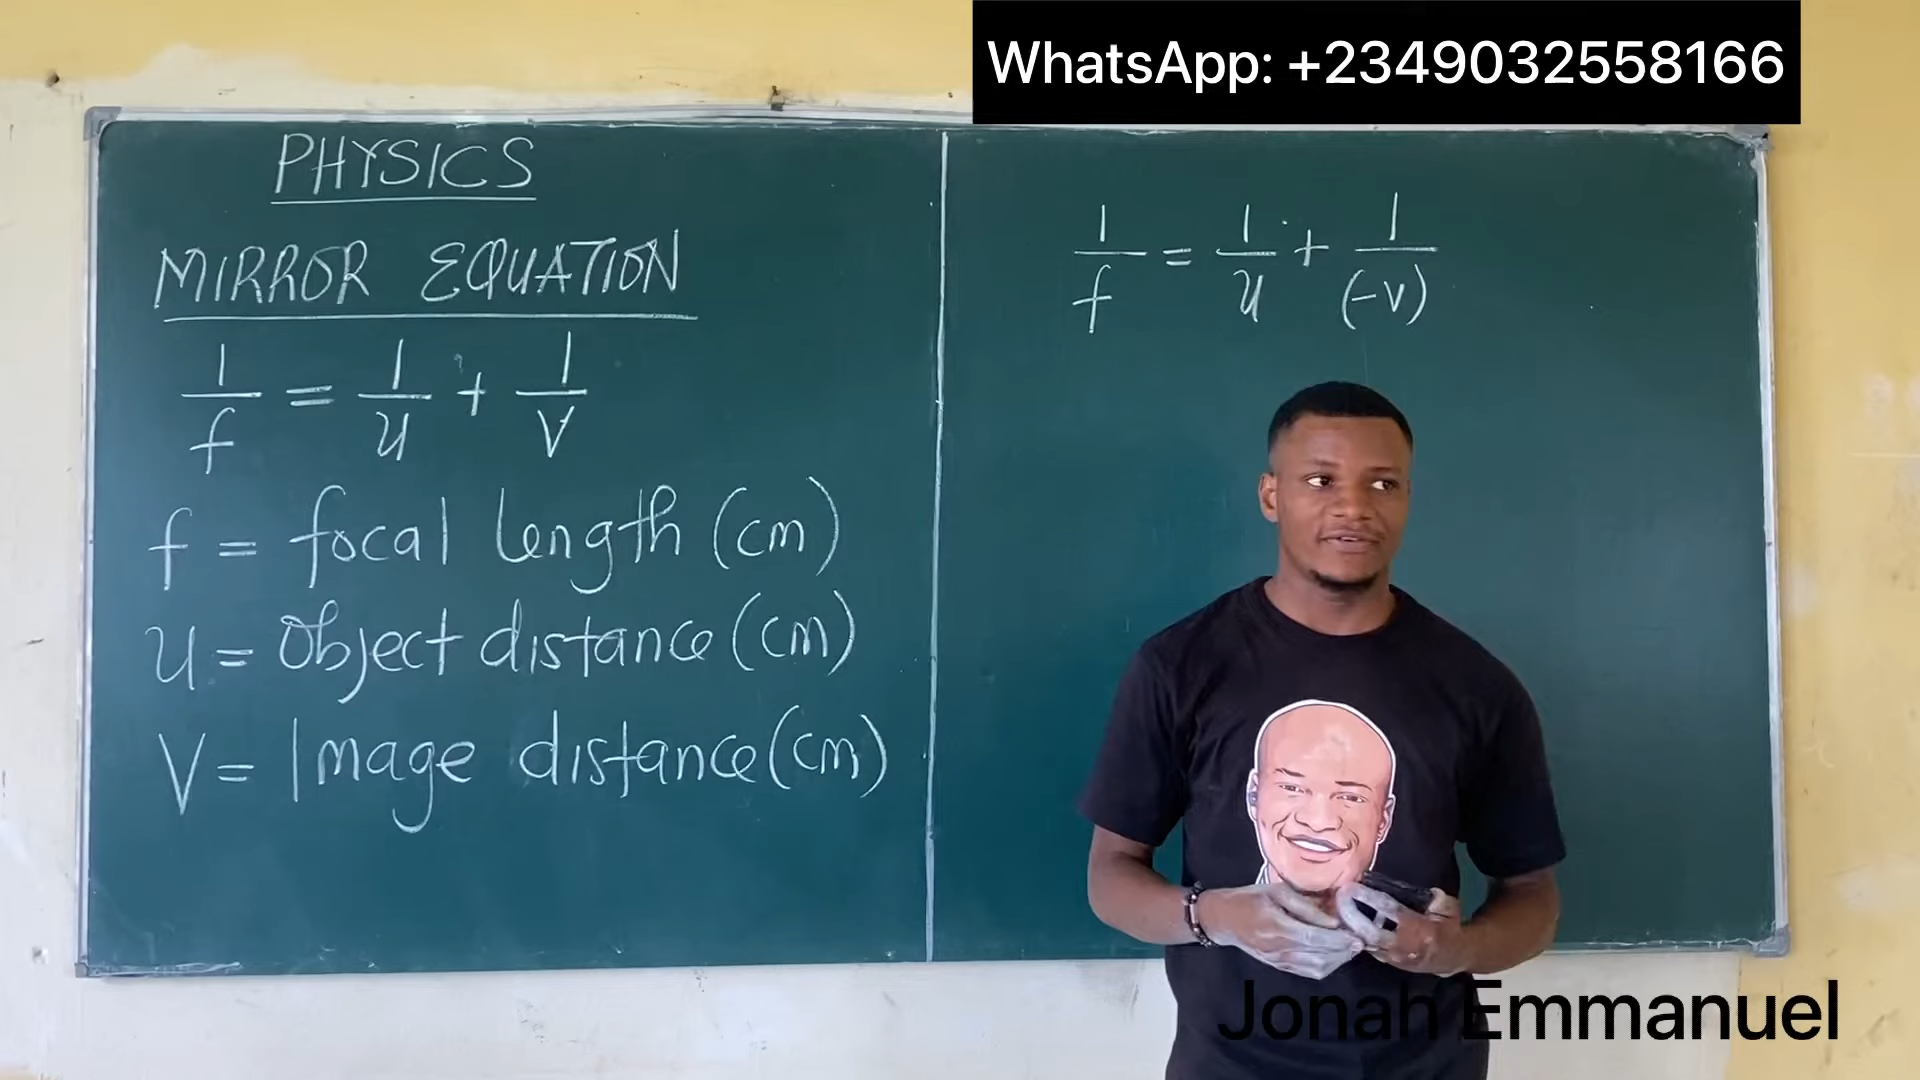 WhatsApp: +2349032558166
PHYSICS
MIRROR EQUATION
1/f = 1/u + 1/v
f = focal length (cm)
u = Object distance (cm)
V = Image distance (cm)
1/f = 1/u + 1/(-v)
Jonah Emmanuel